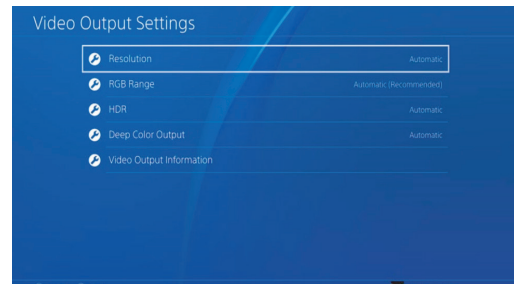 Video Output Settings
Resolution Automatic
RGB Range Automatic (Recommended)
HDR Automatic
Deep Color Output Automatic
Video Output Information